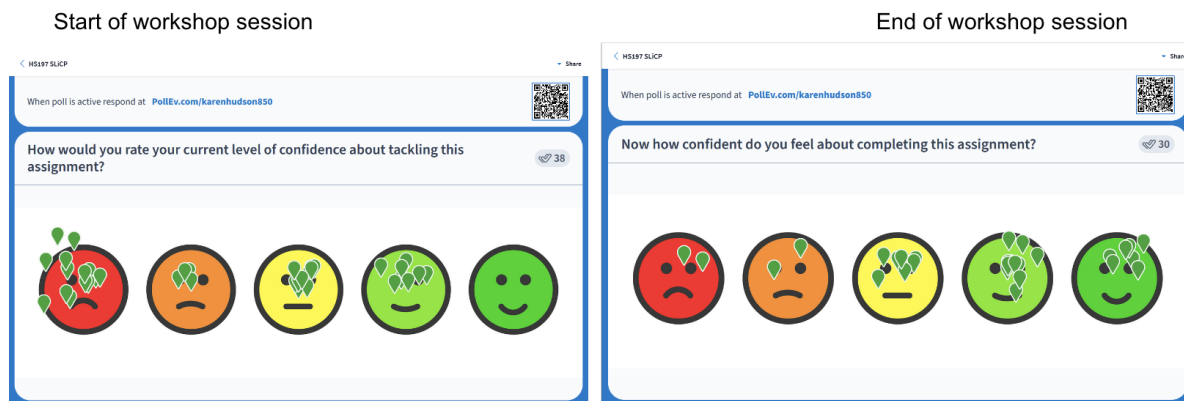 Start of workshop session
End of workshop session
HS197 SLiCP
Share
When poll is active respond at PollEv.com/karenhudson850
How would you rate your current level of confidence about tackling this
assignment?
38
HS197 SLiCP
Share
When poll is active respond at PollEv.com/karenhudson850
Now how confident do you feel about completing this assignment?
30